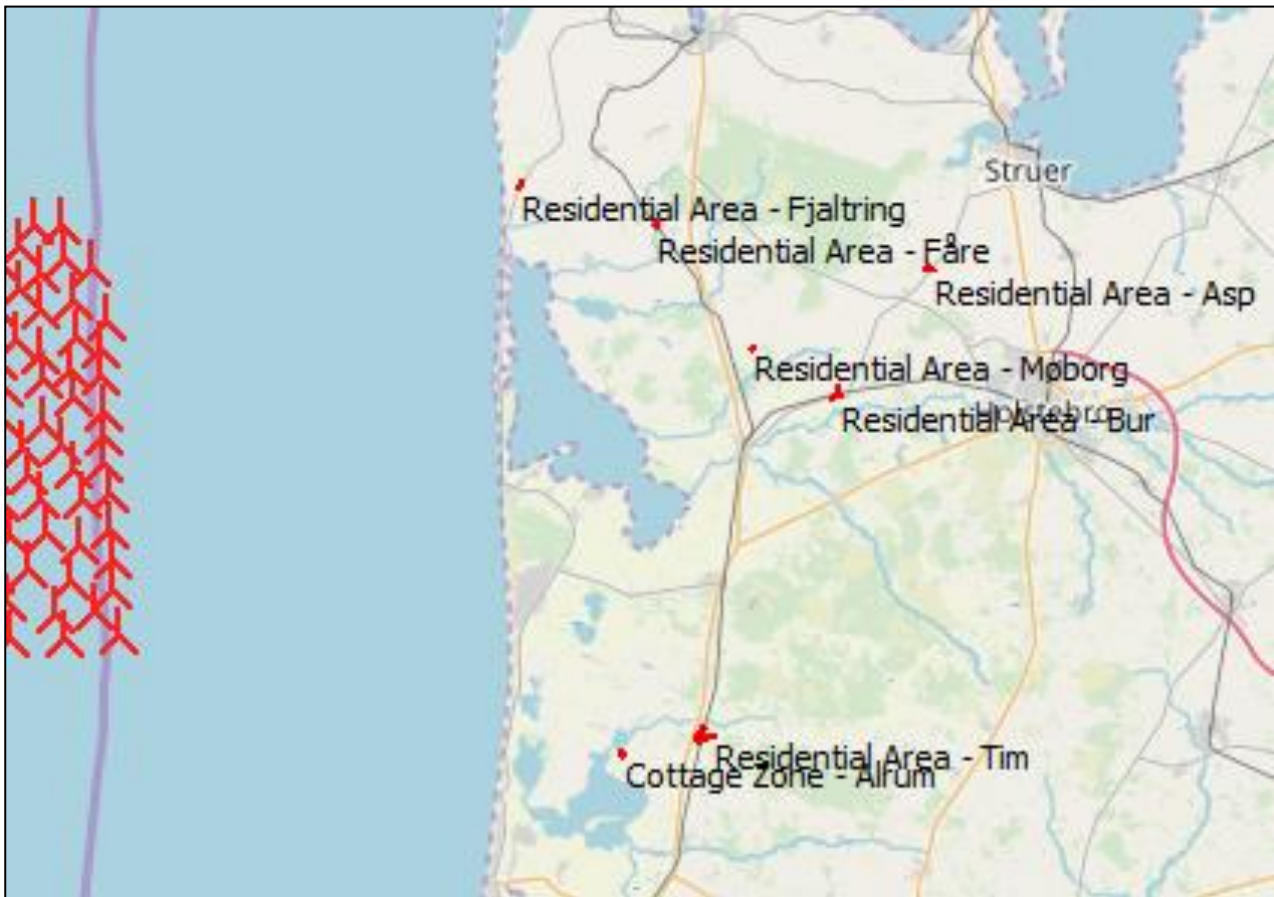 Struer
Residential Area - Fjaltring
Residential Area - Fåre
Residential Area - Asp
Residential Area - Møborg
Holstebro
Residential Area - Bur
Residential Area - Tim
Cottage Zone - Alrum